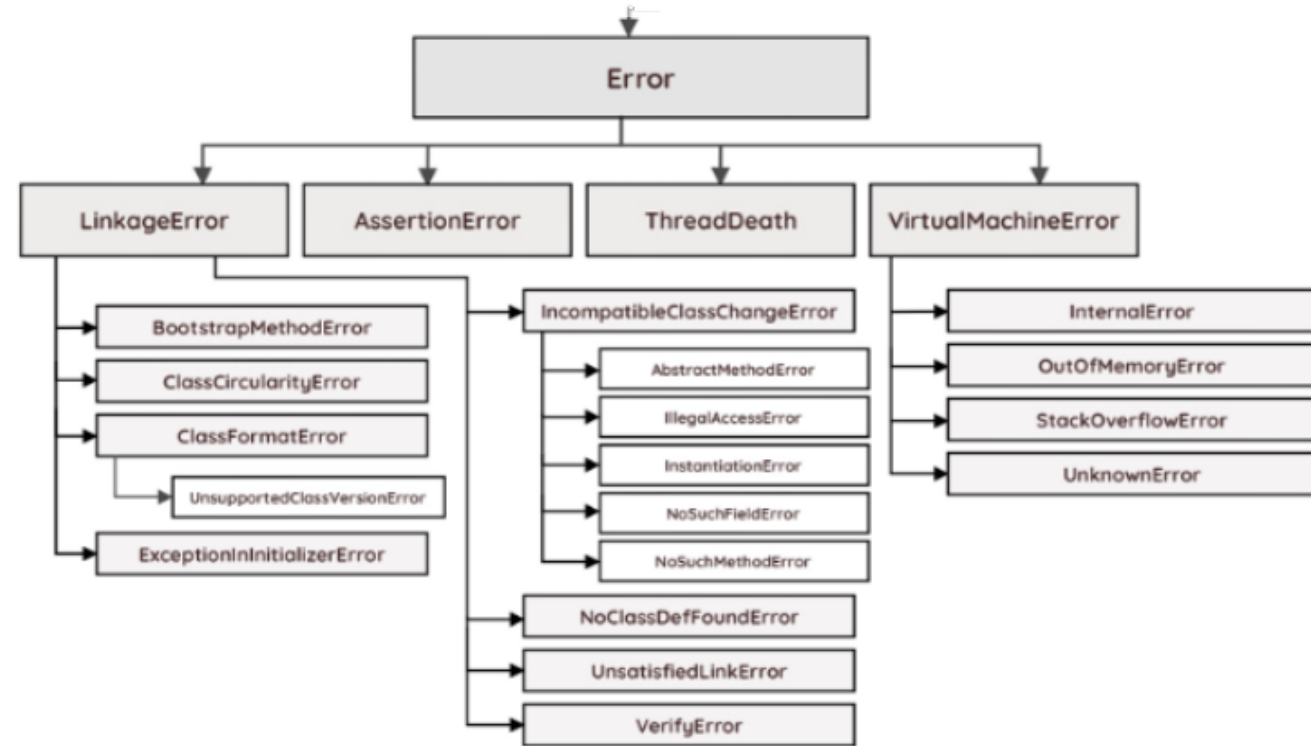 Error
LinkageError
AssertionError
ThreadDeath
VirtualMachineError
BootstrapMethodError
ClassCircularityError
ClassFormatError
UnsupportedClassVersionError
ExceptionInInitializerError
IncompatibleClassChangeError
AbstractMethodError
IllegalAccessError
InstantiationError
NoSuchFieldError
NoSuchMethodError
NoClassDefFoundError
UnsatisfiedLinkError
VerifyError
InternalError
OutOfMemoryError
StackOverflowError
UnknownError